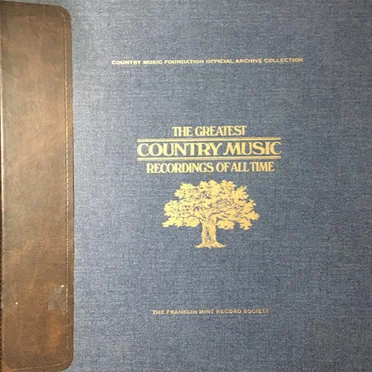 COUNTRY MUSIC FOUNDATION OFFICIAL ARCHIVE COLLECTION
THE GREATEST
COUNTRY MUSIC
RECORDINGS OF ALL TIME
THE FRANKLIN MINT RECORD SOCIETY